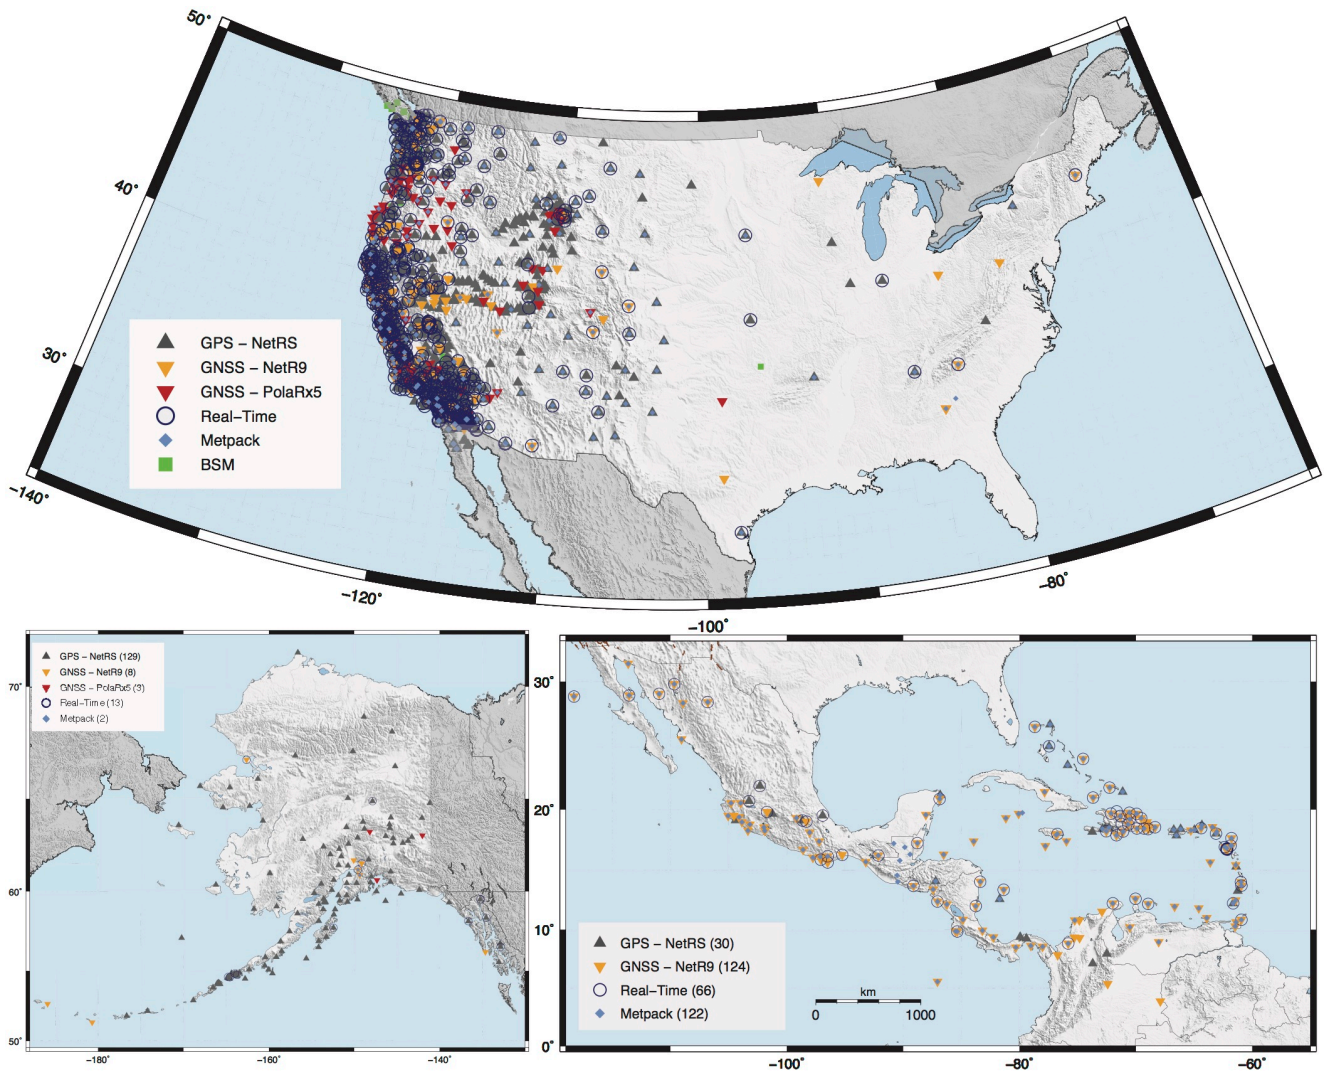 50°
40°
30°
GPS – NetRS
GNSS – NetR9
GNSS – PolaRx5
Real–Time
Metpack
BSM
−140°
−120°
−80°
−100°
GPS – NetRS (129)
GNSS – NetR9 (8)
GNSS – PolaRx5 (3)
Real–Time (13)
Metpack (2)
70°
60°
50°
−180°
−160°
−140°
30°
20°
10°
0°
GPS – NetRS (30)
GNSS – NetR9 (124)
Real–Time (66)
Metpack (122)
km
0 1000
−100°
−80°
−60°